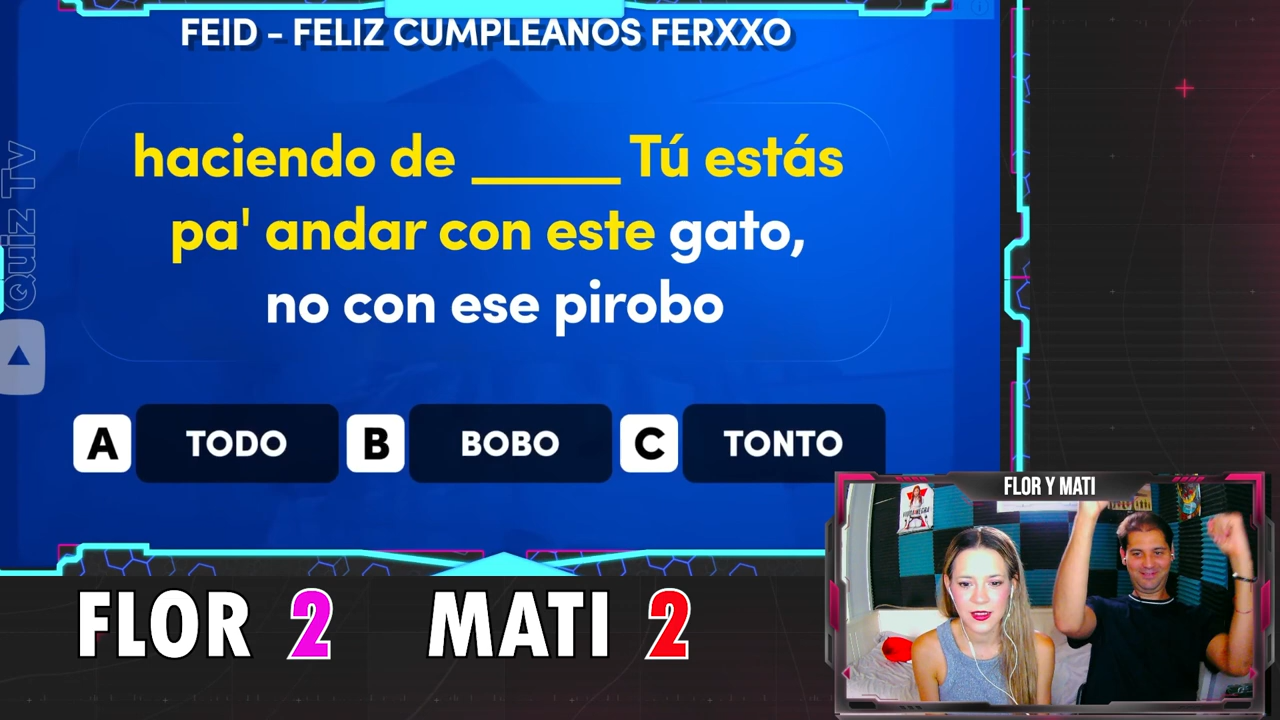 FEID - FELIZ CUMPLEANOS FERXXO
haciendo de _____ Tú estás
pa' andar con este gato,
no con ese pirobo
Quiz Tv
A TODO B BOBO C TONTO
FLOR Y MATI
FLOR 2 MATI 2